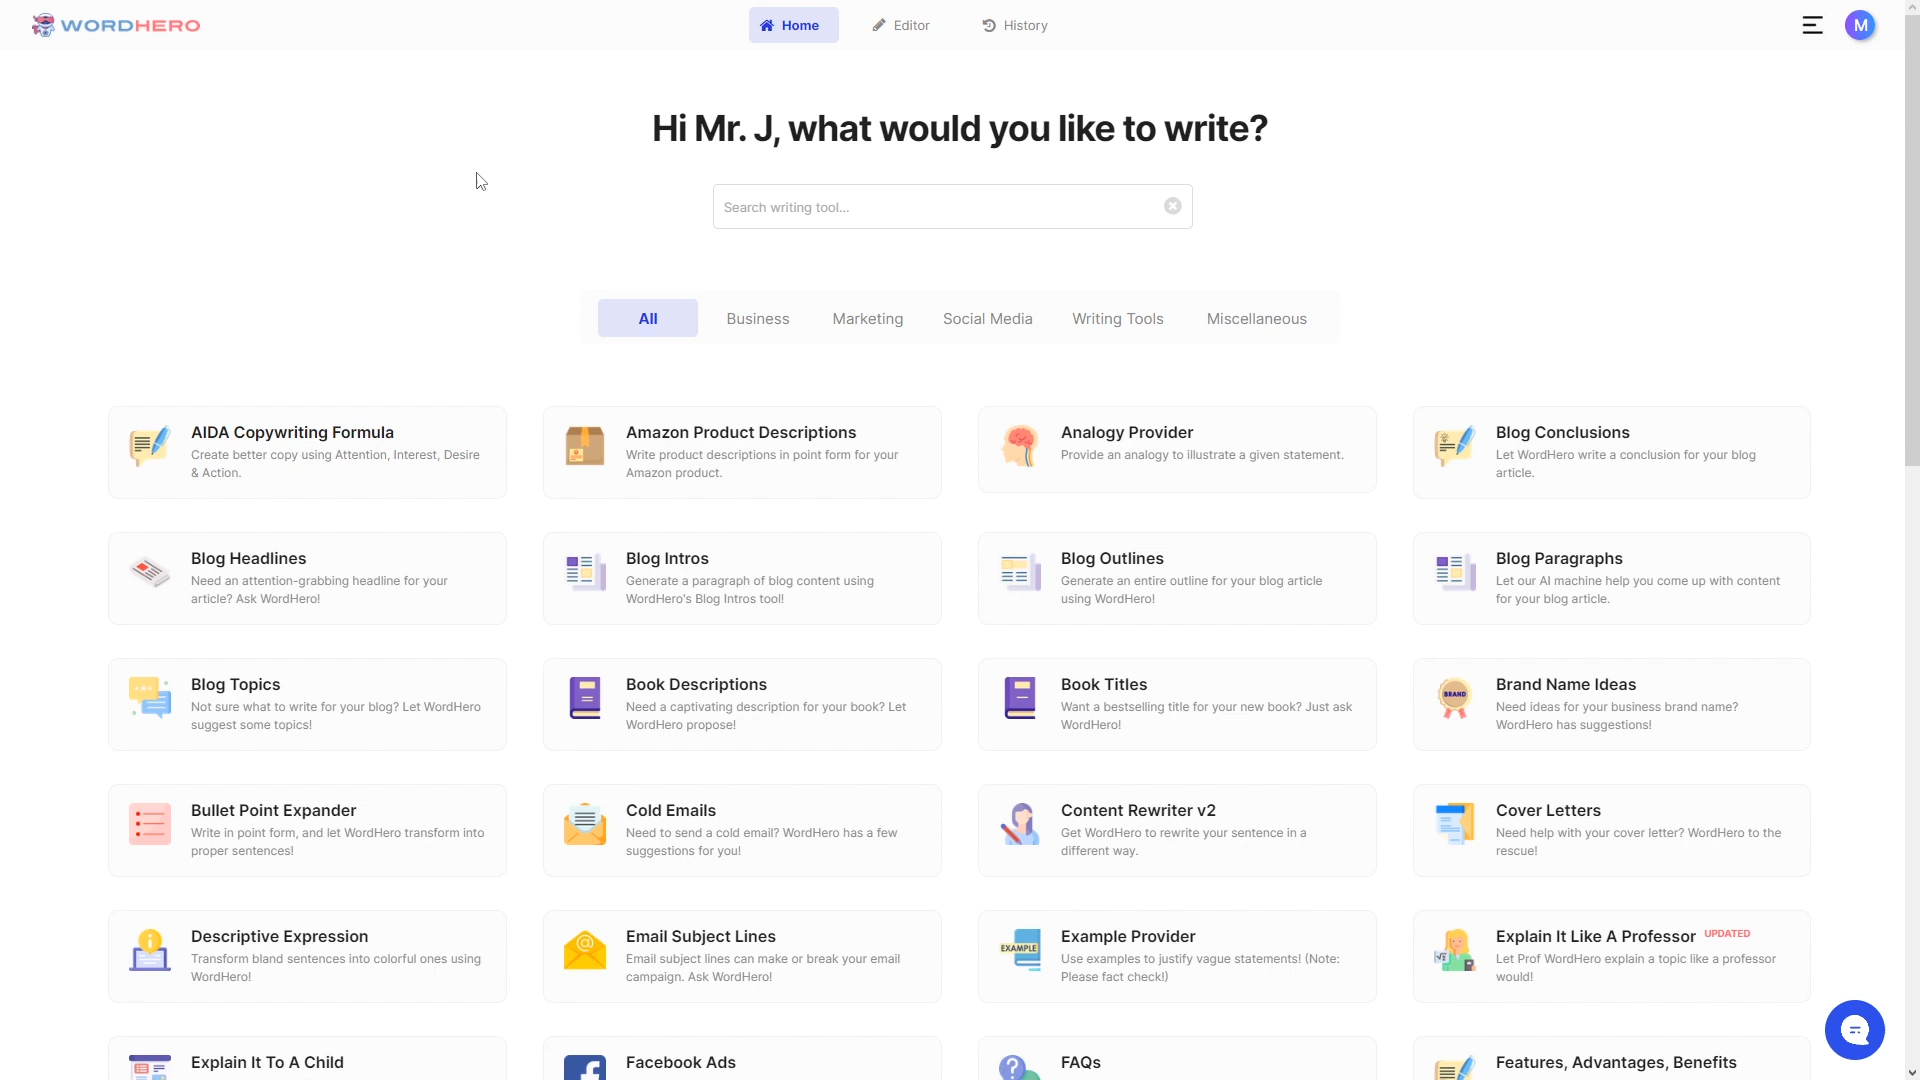 WORDHERO
Home
Editor
History
M
Hi Mr. J, what would you like to write?
Search writing tool...
All
Business
Marketing
Social Media
Writing Tools
Miscellaneous
AIDA Copywriting Formula
Create better copy using Attention, Interest, Desire
& Action.
Amazon Product Descriptions
Write product descriptions in point form for your
Amazon product.
Analogy Provider
Provide an analogy to illustrate a given statement.
Blog Conclusions
Let WordHero write a conclusion for your blog
article.
Blog Headlines
Need an attention-grabbing headline for your
article? Ask WordHero!
Blog Intros
Generate a paragraph of blog content using
WordHero's Blog Intros tool!
Blog Outlines
Generate an entire outline for your blog article
using WordHero!
Blog Paragraphs
Let our AI machine help you come up with content
for your blog article.
Blog Topics
Not sure what to write for your blog? Let WordHero
suggest some topics!
Book Descriptions
Need a captivating description for your book? Let
WordHero propose!
Book Titles
Want a bestselling title for your new book? Just ask
WordHero!
BRAND
Brand Name Ideas
Need ideas for your business brand name?
WordHero has suggestions!
Bullet Point Expander
Write in point form, and let WordHero transform into
proper sentences!
Cold Emails
Need to send a cold email? WordHero has a few
suggestions for you!
Content Rewriter v2
Get WordHero to rewrite your sentence in a
different way.
Cover Letters
Need help with your cover letter? WordHero to the
rescue!
Descriptive Expression
Transform bland sentences into colorful ones using
WordHero!
Email Subject Lines
Email subject lines can make or break your email
campaign. Ask WordHero!
EXAMPLE
Example Provider
Use examples to justify vague statements! (Note:
Please fact check!)
Explain It Like A Professor UPDATED
Let Prof WordHero explain a topic like a professor
would!
Explain It To A Child
Facebook Ads
FAQs
Features, Advantages, Benefits